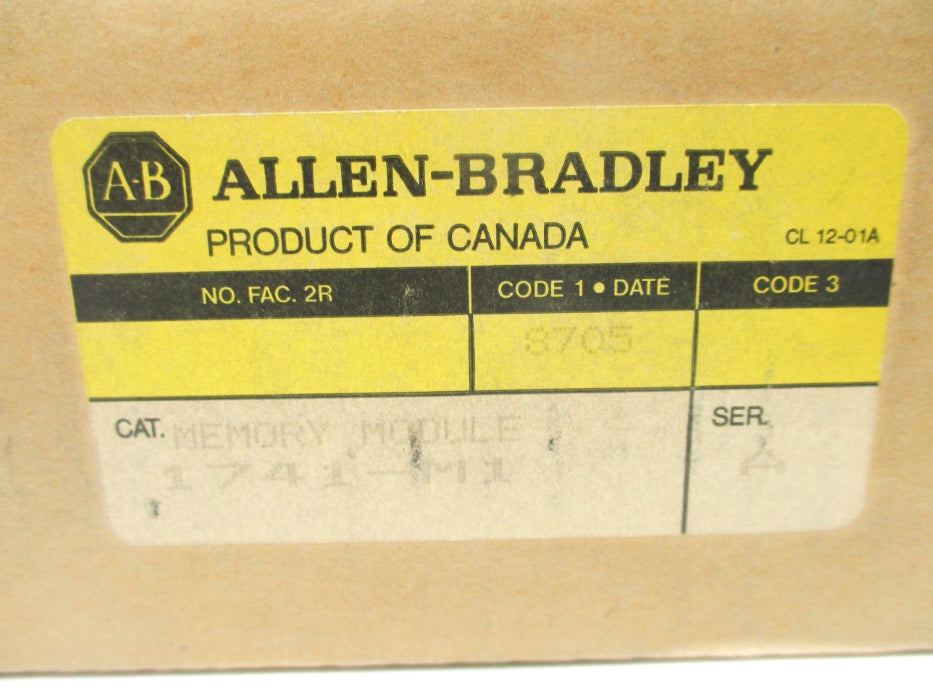 A-B ALLEN-BRADLEY
PRODUCT OF CANADA CL 12-01A
NO. FAC. 2R CODE 1 • DATE CODE 3
8705
CAT. MEMORY MODULE SER.
1741-M1 A